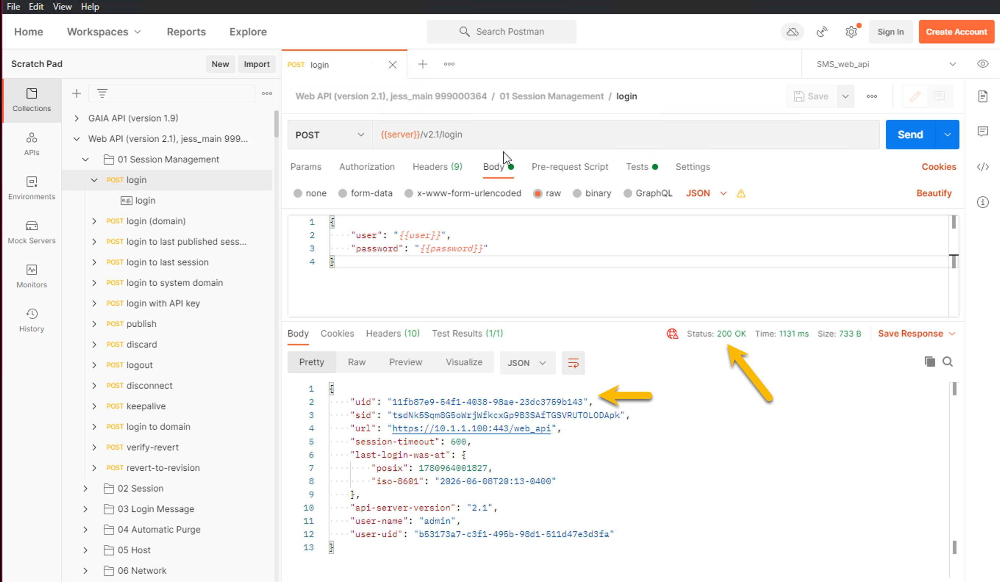 File Edit View Help
Home Workspaces Reports Explore Search Postman Sign In Create Account
Scratch Pad New Import POST login SMS_web_api
Web API (version 2.1), jess_main 999000364 / 01 Session Management / login Save
Collections
APIs
Environments
Mock Servers
Monitors
History
GAIA API (version 1.9)
Web API (version 2.1), jess_main 999...
01 Session Management
POST login
e.g. login
POST login (domain)
POST login to last published sess...
POST login to last session
POST login to system domain
POST login with API key
POST publish
POST discard
POST logout
POST disconnect
POST keepalive
POST login to domain
POST verify-revert
POST revert-to-revision
02 Session
03 Login Message
04 Automatic Purge
05 Host
06 Network
POST {{server}}/v2.1/login Send
Params Authorization Headers (9) Body Pre-request Script Tests Settings Cookies
none form-data x-www-form-urlencoded raw binary GraphQL JSON Beautify
1 {
2 "user": "{{user}}",
3 "password": "{{password}}"
4 }
Body Cookies Headers (10) Test Results (1/1) Status: 200 OK Time: 1131 ms Size: 733 B Save Response
Pretty Raw Preview Visualize JSON
1 {
2 "uid": "11fb87e9-54f1-4038-98ae-23dc3759b143",
3 "sid": "tsdNk5Sqm8G5oWrjWfkcxGp9B3SAfTGSVRUTOLODApk",
4 "url": "https://10.1.1.100:443/web_api",
5 "session-timeout": 600,
6 "last-login-was-at": {
7 "posix": 1780964001827,
8 "iso-8601": "2026-06-08T20:13-0400"
9 },
10 "api-server-version": "2.1",
11 "user-name": "admin",
12 "user-uid": "b53173a7-c3f1-495b-98d1-511d47e3d3fa"
13 }